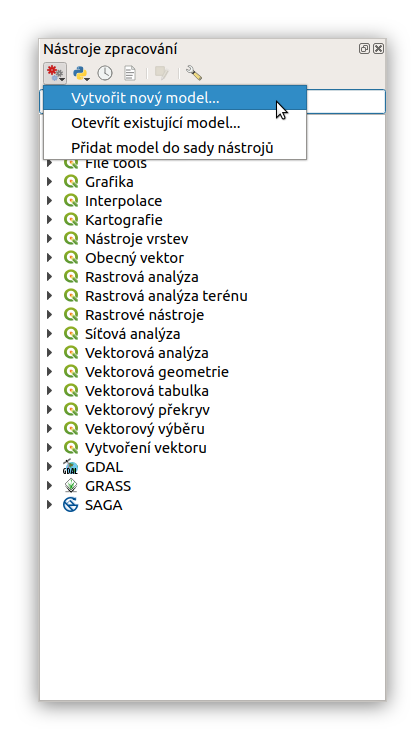 Nástroje zpracování
Vytvořit nový model...
Otevřít existující model...
Přidat model do sady nástrojů
File tools
Grafika
Interpolace
Kartografie
Nástroje vrstev
Obecný vektor
Rastrová analýza
Rastrová analýza terénu
Rastrové nástroje
Síťová analýza
Vektorová analýza
Vektorová geometrie
Vektorová tabulka
Vektorový překryv
Vektorový výběru
Vytvoření vektoru
GDAL GDAL
GRASS
SAGA